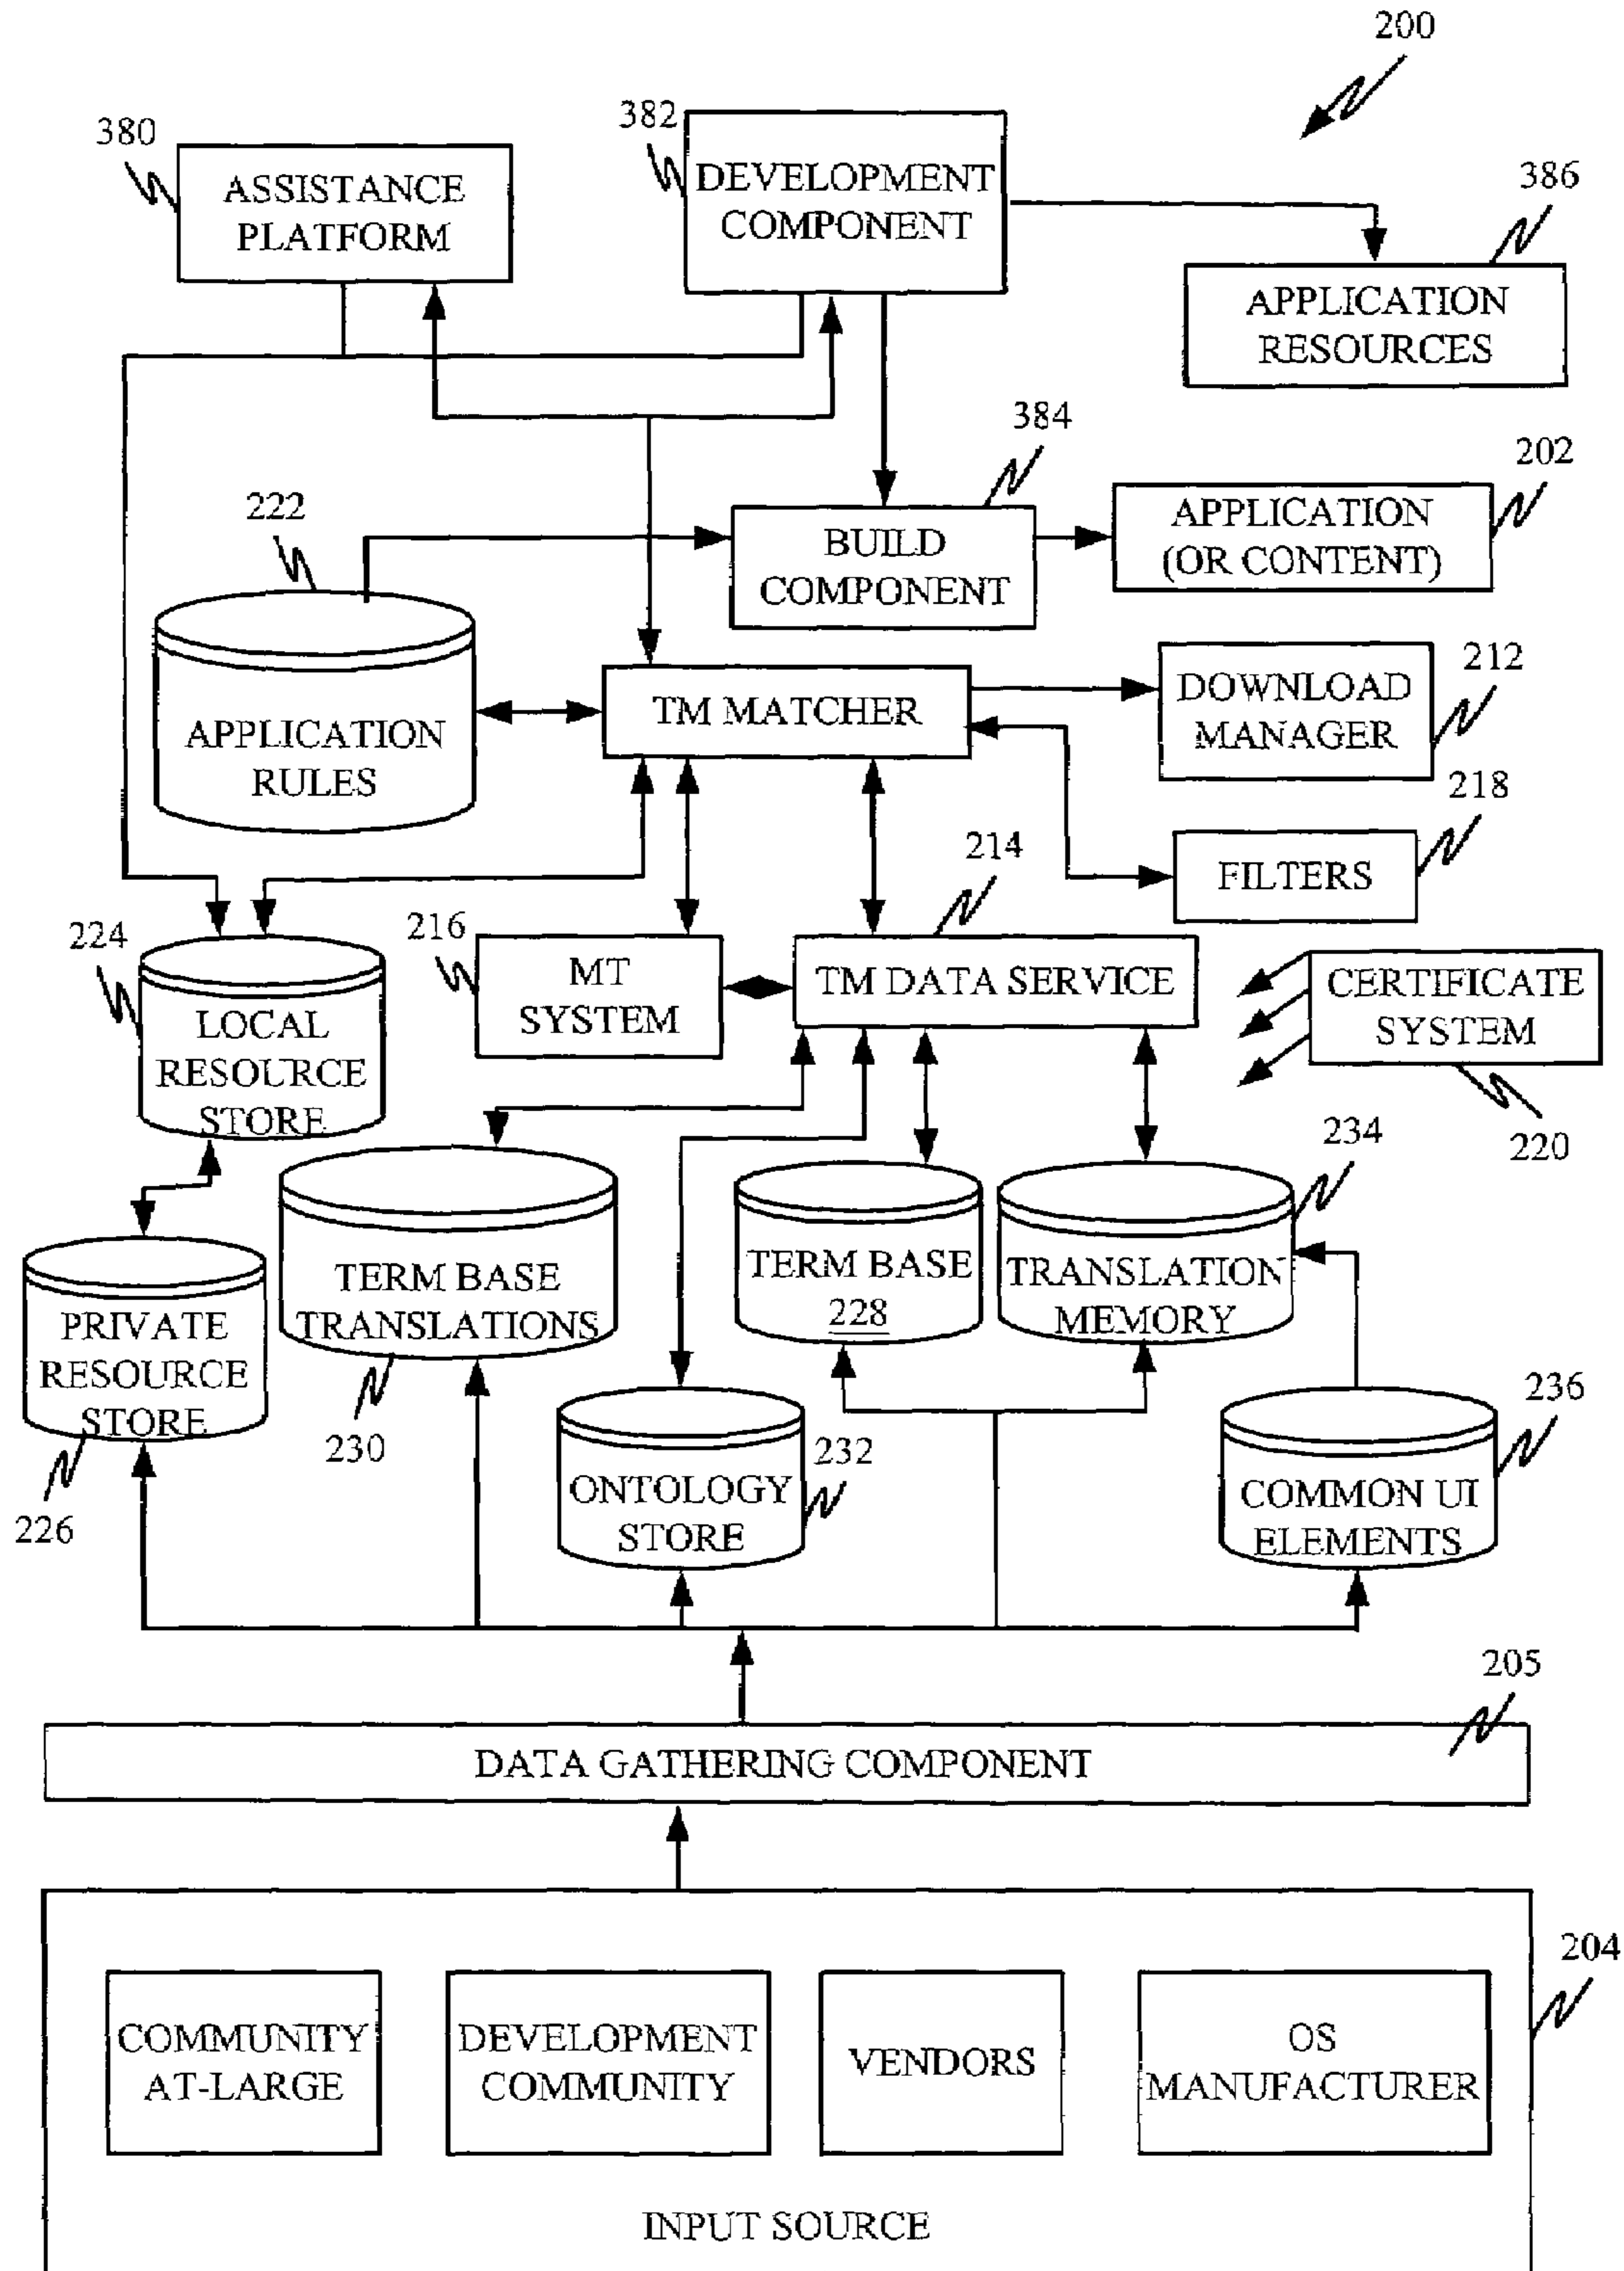 200
380
382
ASSISTANCE
PLATFORM
DEVELOPMENT
COMPONENT
386
APPLICATION
RESOURCES
384
202
222
BUILD
COMPONENT
APPLICATION
(OR CONTENT)
APPLICATION
RULES
TM MATCHER
212
DOWNLOAD
MANAGER
218
FILTERS
214
224
216
LOCAL
RESOURCE
STORE
MT
SYSTEM
TM DATA SERVICE
CERTIFICATE
SYSTEM
220
234
PRIVATE
RESOURCE
STORE
226
TERM BASE
TRANSLATIONS
230
TERM BASE
228
TRANSLATION
MEMORY
ONTOLOGY
STORE
232
236
COMMON UI
ELEMENTS
205
DATA GATHERING COMPONENT
204
COMMUNITY
AT-LARGE
DEVELOPMENT
COMMUNITY
VENDORS
OS
MANUFACTURER
INPUT SOURCE